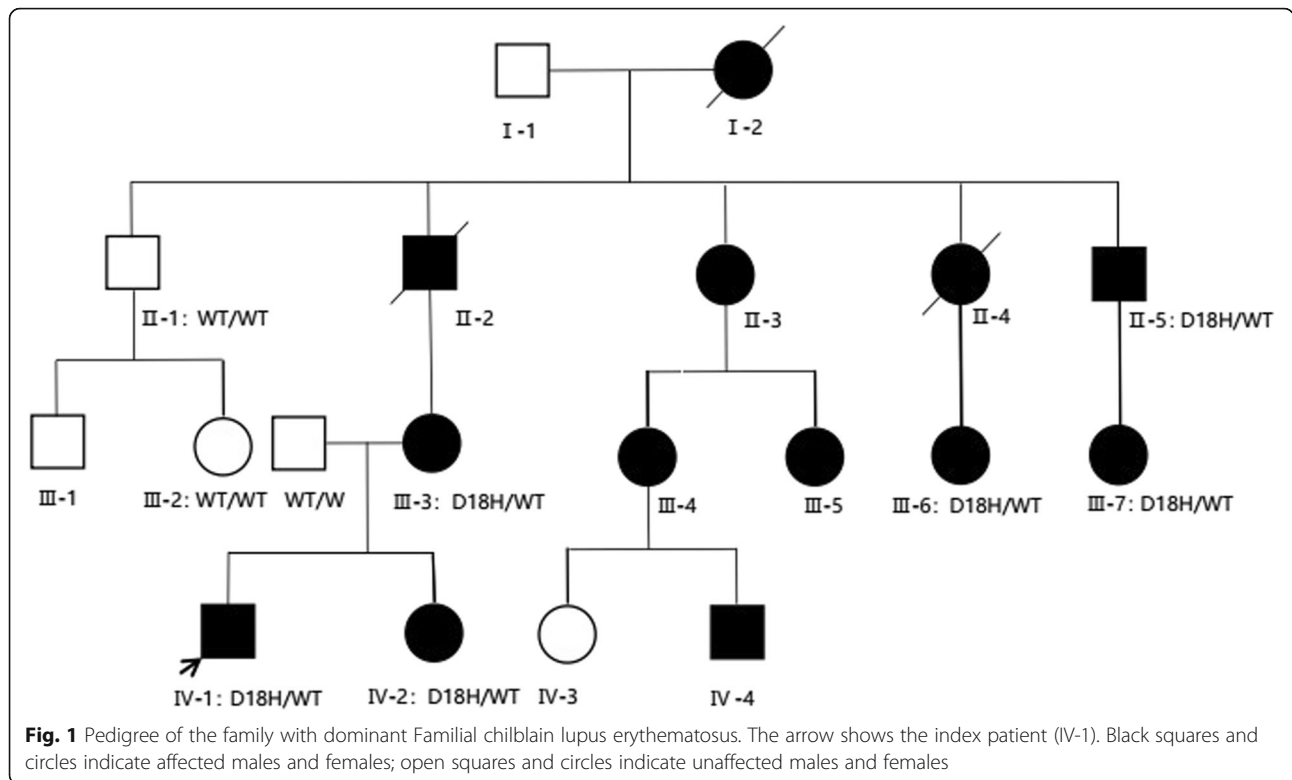 Ⅰ-1 Ⅰ-2
Ⅱ-1: WT/WT Ⅱ-2 Ⅱ-3 Ⅱ-4 Ⅱ-5: D18H/WT
Ⅲ-1 Ⅲ-2: WT/WT WT/W Ⅲ-3: D18H/WT Ⅲ-4 Ⅲ-5 Ⅲ-6: D18H/WT Ⅲ-7: D18H/WT
Ⅳ-1: D18H/WT Ⅳ-2: D18H/WT Ⅳ-3 Ⅳ-4
Fig. 1 Pedigree of the family with dominant Familial chilblain lupus erythematosus. The arrow shows the index patient (IV-1). Black squares and
circles indicate affected males and females; open squares and circles indicate unaffected males and females